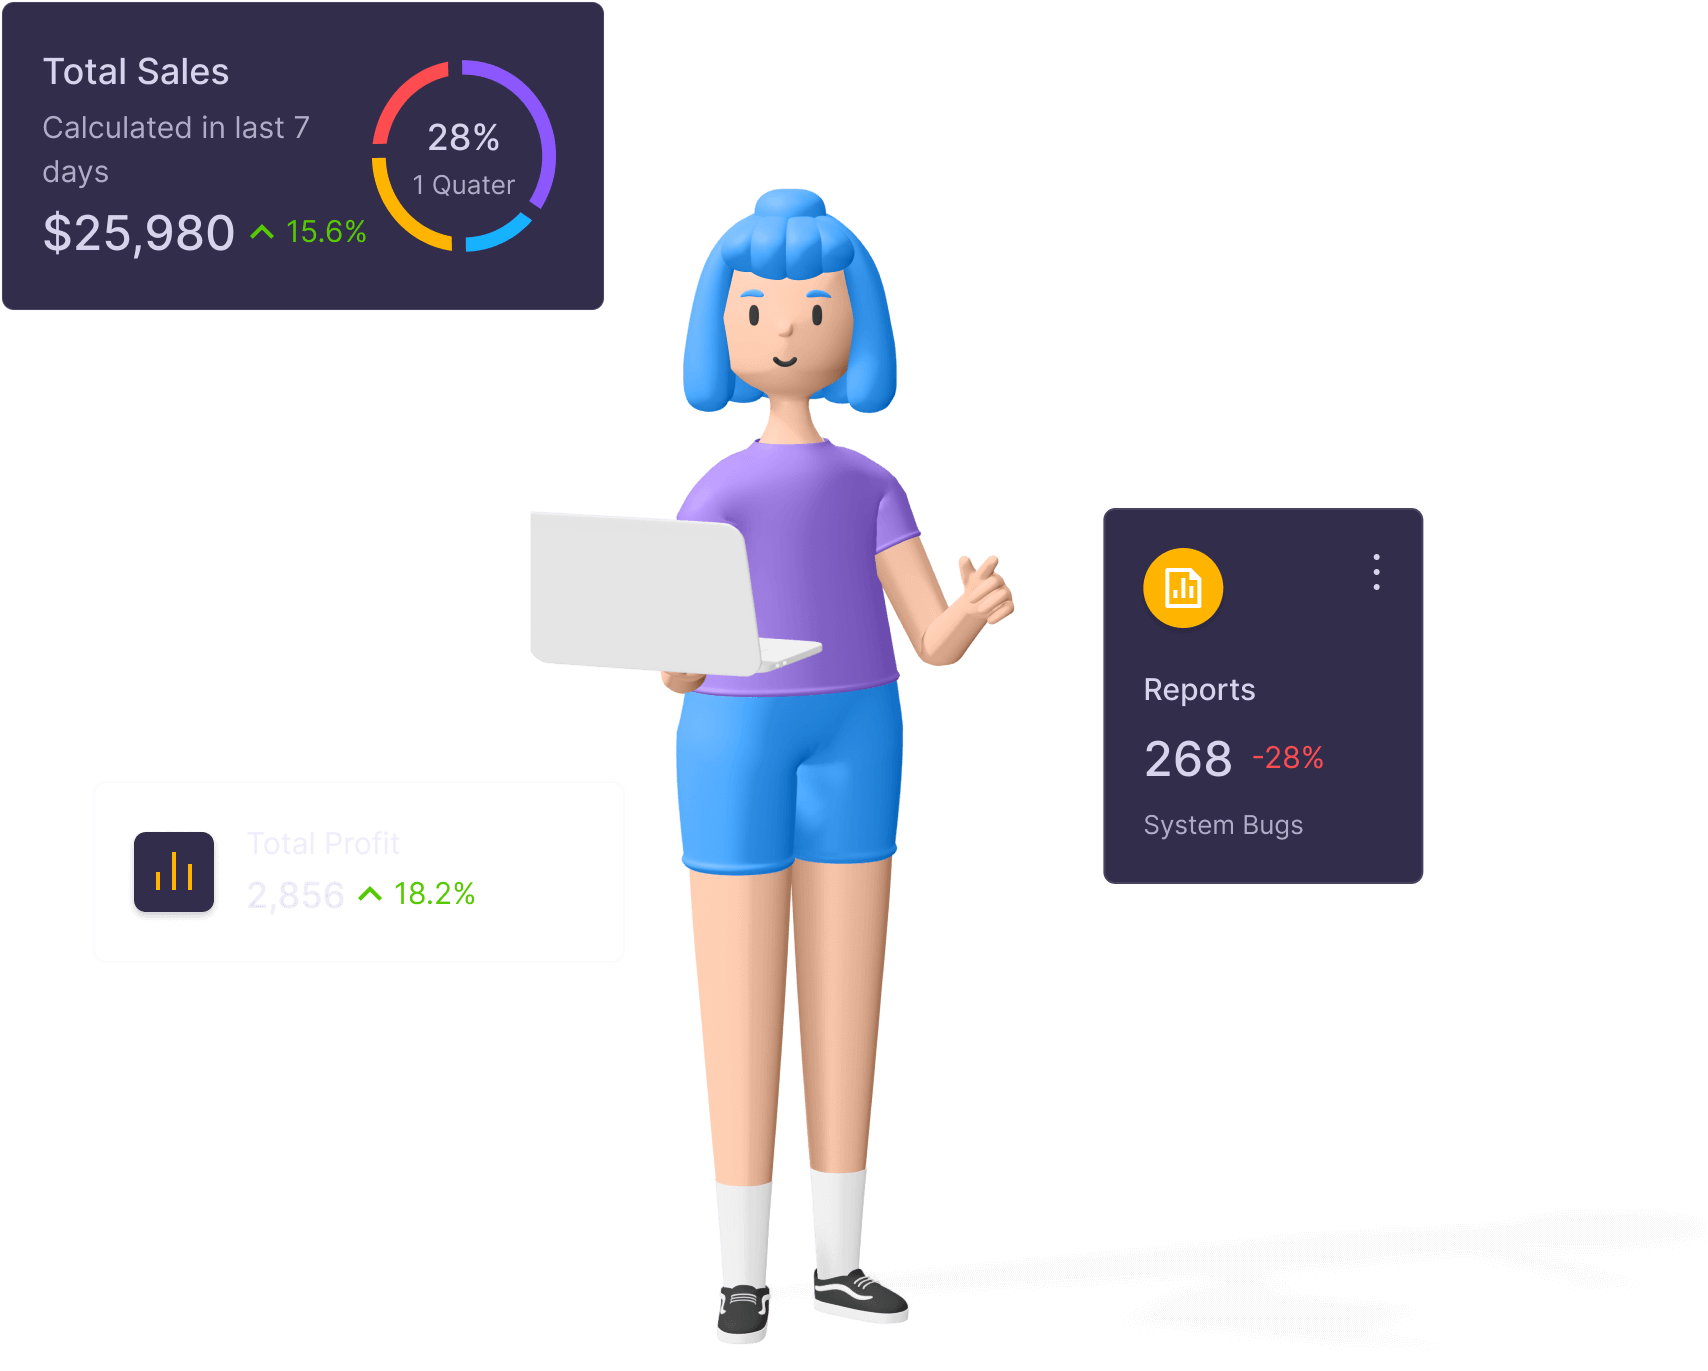 Total Sales
Calculated in last 7
days
$25,980 15.6%
28%
1 Quater
Reports
268 -28%
System Bugs
Total Profit
2,856 18.2%